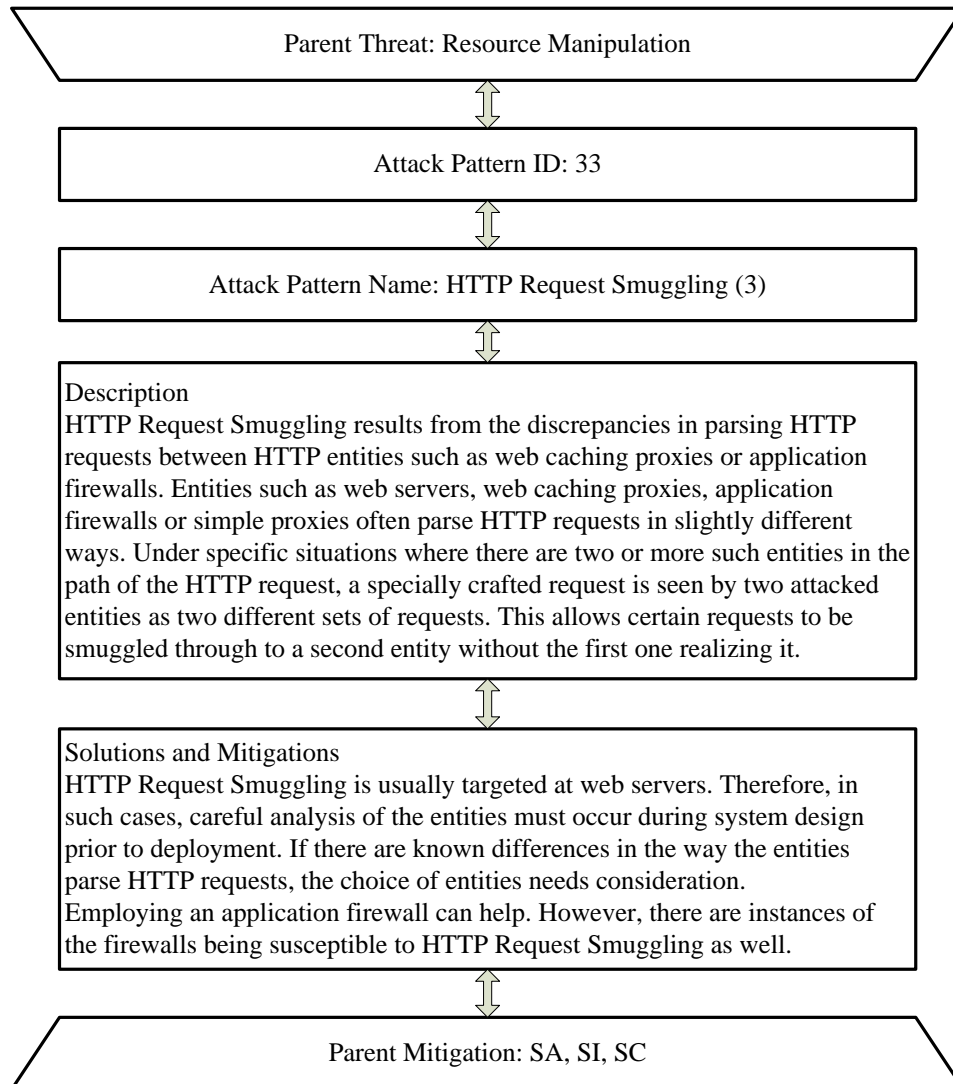 Parent Threat: Resource Manipulation
Attack Pattern ID: 33
Attack Pattern Name: HTTP Request Smuggling (3)
Description
HTTP Request Smuggling results from the discrepancies in parsing HTTP
requests between HTTP entities such as web caching proxies or application
firewalls. Entities such as web servers, web caching proxies, application
firewalls or simple proxies often parse HTTP requests in slightly different
ways. Under specific situations where there are two or more such entities in the
path of the HTTP request, a specially crafted request is seen by two attacked
entities as two different sets of requests. This allows certain requests to be
smuggled through to a second entity without the first one realizing it.
Solutions and Mitigations
HTTP Request Smuggling is usually targeted at web servers. Therefore, in
such cases, careful analysis of the entities must occur during system design
prior to deployment. If there are known differences in the way the entities
parse HTTP requests, the choice of entities needs consideration.
Employing an application firewall can help. However, there are instances of
the firewalls being susceptible to HTTP Request Smuggling as well.
Parent Mitigation: SA, SI, SC